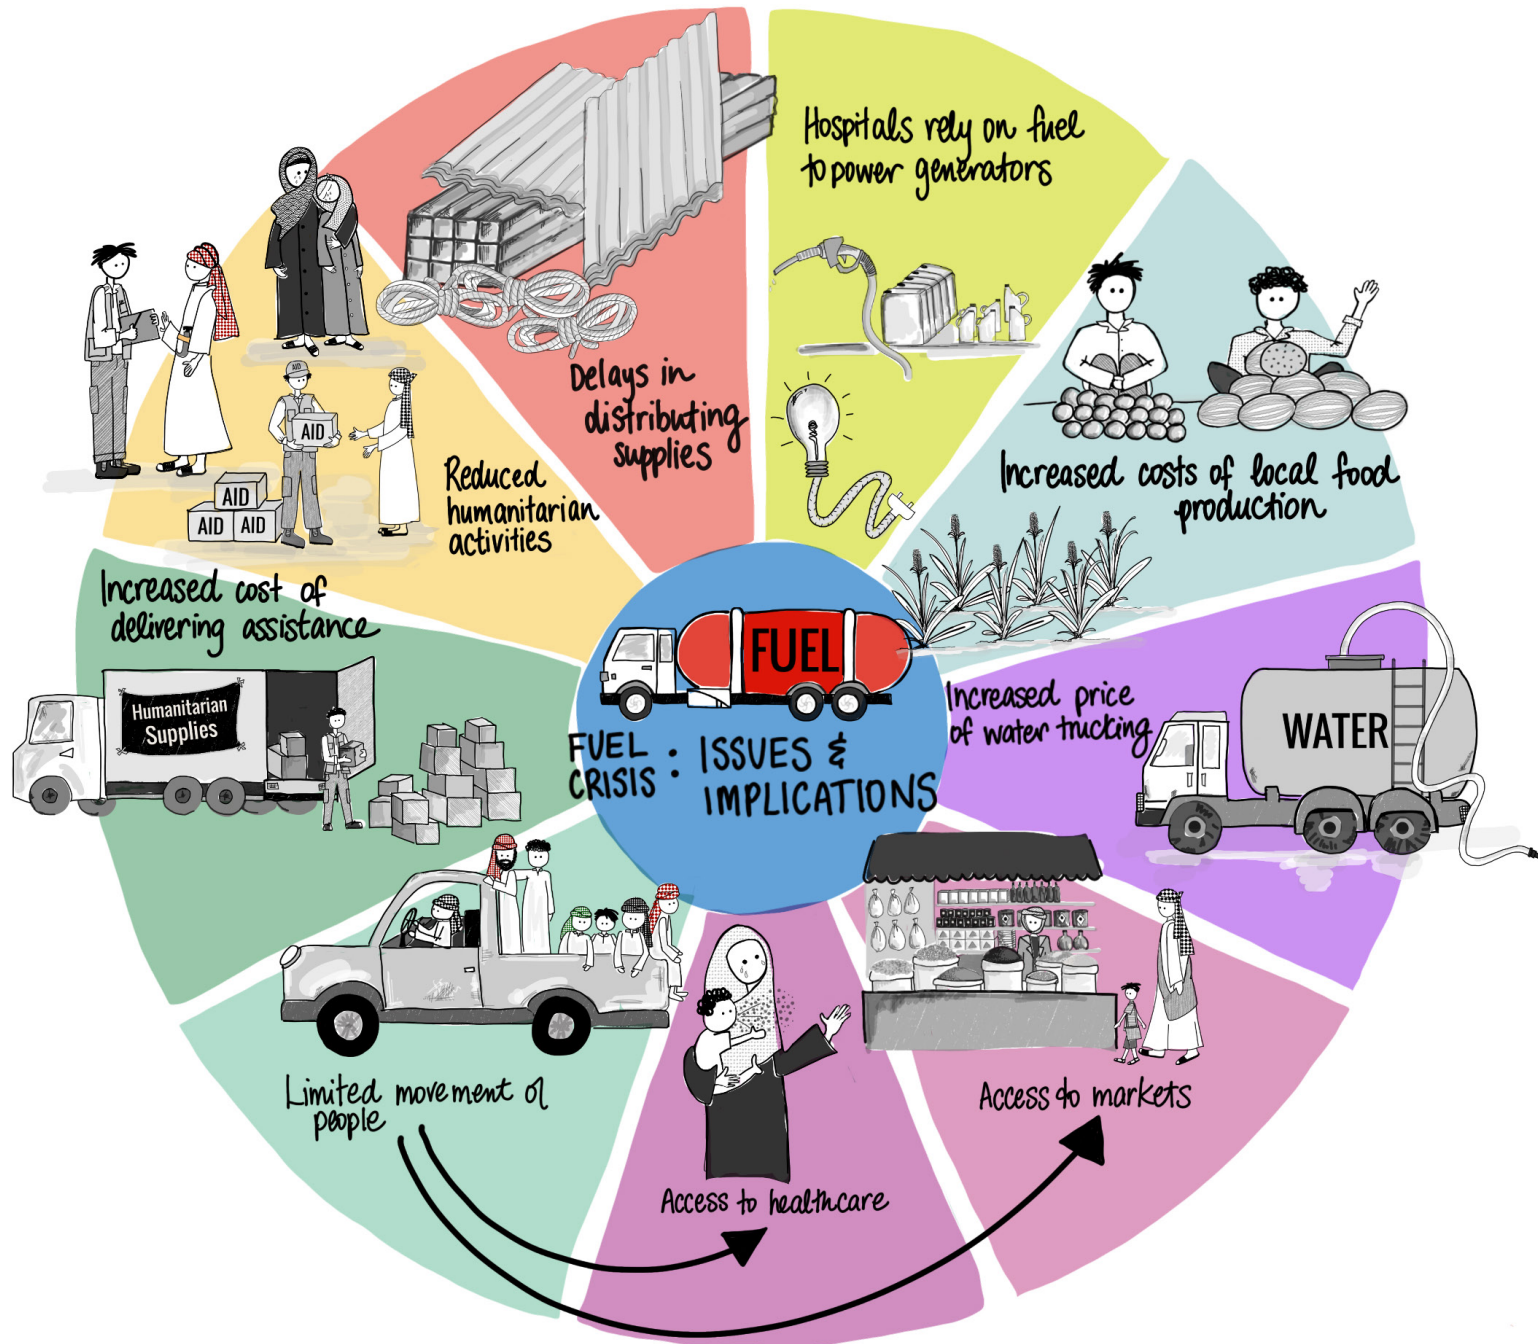 FUEL
FUEL CRISIS : ISSUES &
IMPLICATIONS
Hospitals rely on fuel
to power generators
Increased costs of local food
production
Increased price
of water trucking
WATER
Access to markets
Access to healthcare
Limited movement of
people
Increased cost of
delivering assistance
Humanitarian
Supplies
Reduced
humanitarian
activities
AID
AID
AID
AID AID
Delays in
distributing
supplies